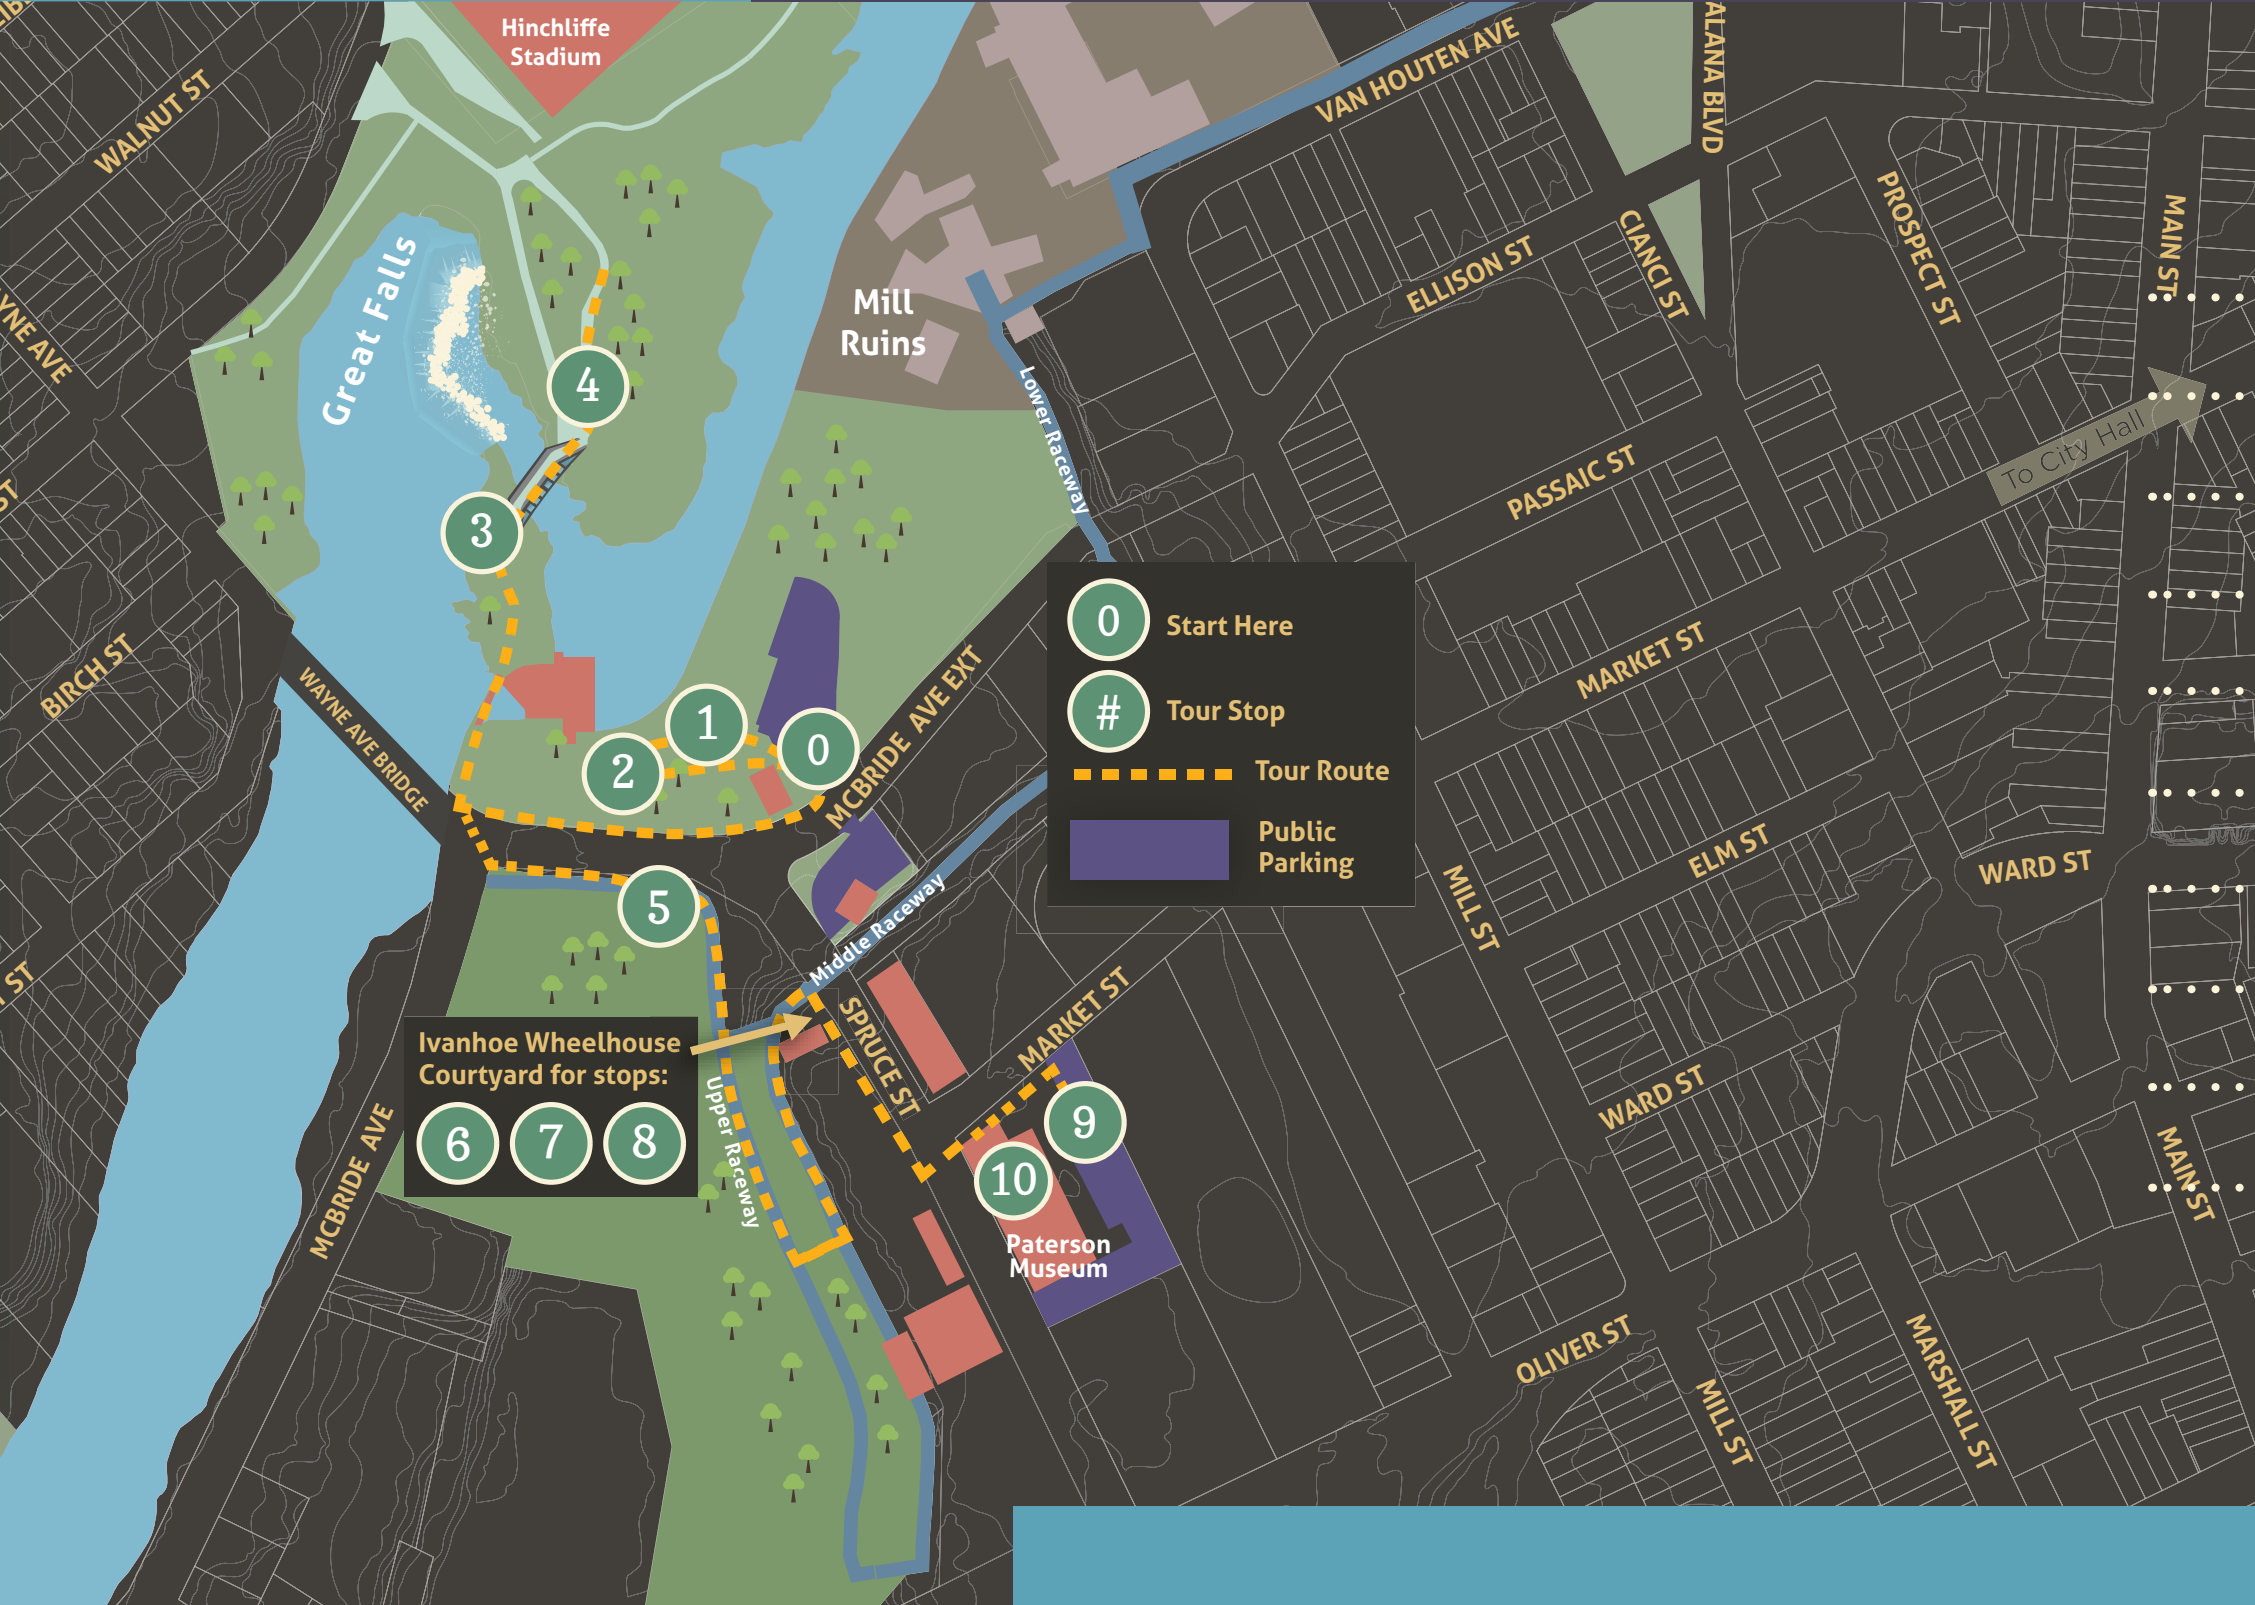 Hinchliffe
Stadium
WALNUT ST
VAN HOUTEN AVE
ALANA BLVD
PROSPECT ST
MAIN ST
CIANCI ST
ELLISON ST
Great Falls
Mill
Ruins
YNE AVE
Lower Raceway
4
To City Hall
PASSAIC ST
ST
3
0
Start Here
#
Tour Stop
Tour Route
Public
Parking
MARKET ST
BIRCH ST
WAYNE AVE BRIDGE
1
0
2
MCBRIDE AVE EXT
ELM ST
WARD ST
MILL ST
5
Middle Raceway
ST
SPRUCE ST
MARKET ST
Ivanhoe Wheelhouse
Courtyard for stops:
6
7
8
Upper Raceway
MCBRIDE AVE
9
10
Paterson
Museum
WARD ST
MAIN ST
OLIVER ST
MILL ST
MARSHALL ST